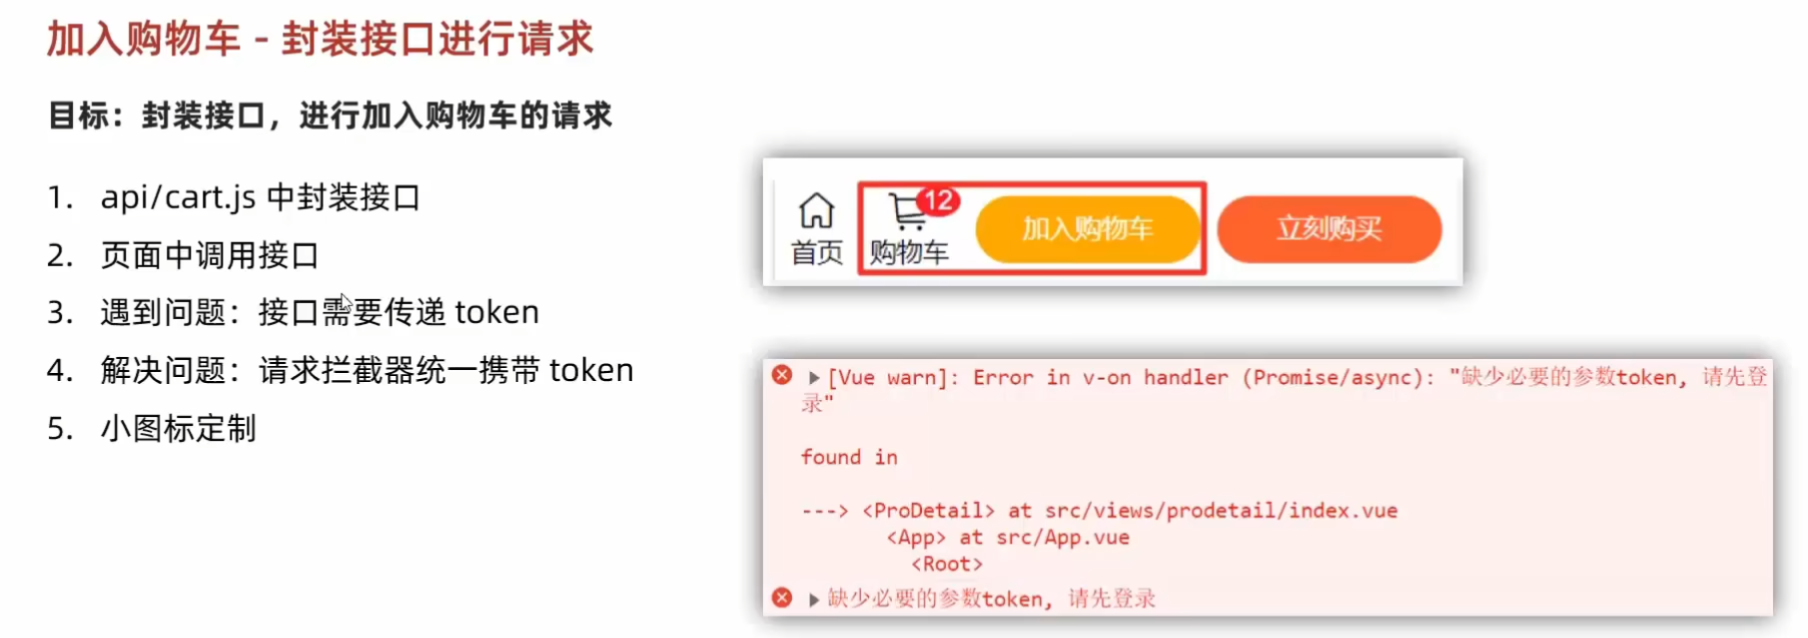 加入购物车 - 封装接口进行请求
目标：封装接口，进行加入购物车的请求
1. api/cart.js 中封装接口
2. 页面中调用接口
3. 遇到问题：接口需要传递 token
4. 解决问题：请求拦截器统一携带 token
5. 小图标定制
12
首页
购物车
加入购物车
立刻购买
[Vue warn]: Error in v-on handler (Promise/async): "缺少必要的参数token, 请先登
录"
found in
---> <ProDetail> at src/views/prodetail/index.vue
<App> at src/App.vue
<Root>
缺少必要的参数token, 请先登录